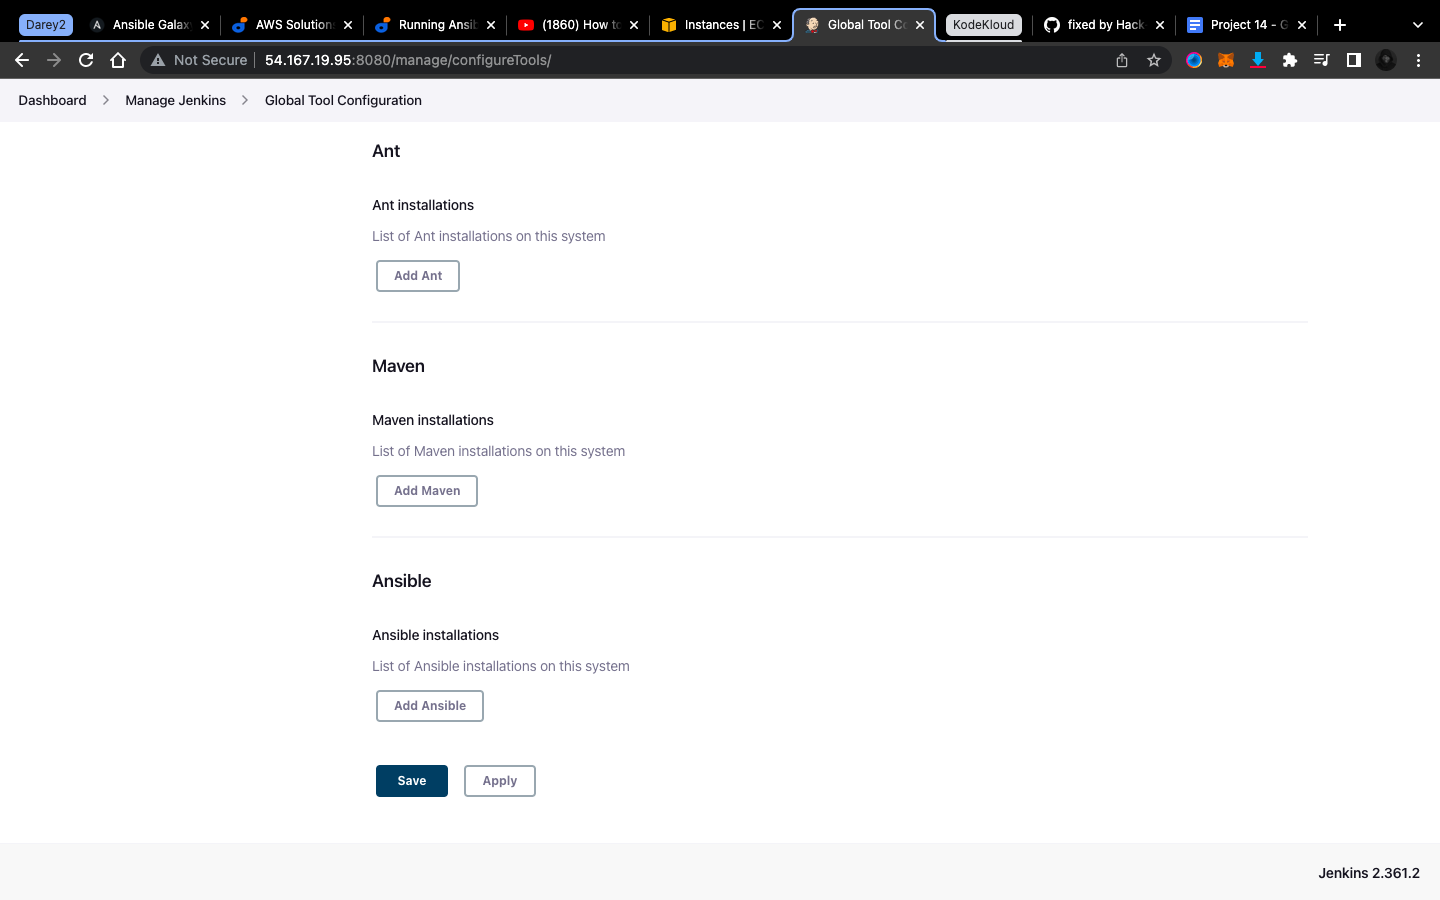 Darey2
Ansible Galax
AWS Solution
Running Ansib
(1860) How to
Instances | EC
Global Tool Co
KodeKloud
fixed by Hack
Project 14 - G
Not Secure
54.167.19.95:8080/manage/configureTools/
Dashboard
Manage Jenkins
Global Tool Configuration
Ant
Ant installations
List of Ant installations on this system
Add Ant
Maven
Maven installations
List of Maven installations on this system
Add Maven
Ansible
Ansible installations
List of Ansible installations on this system
Add Ansible
Save
Apply
Jenkins 2.361.2